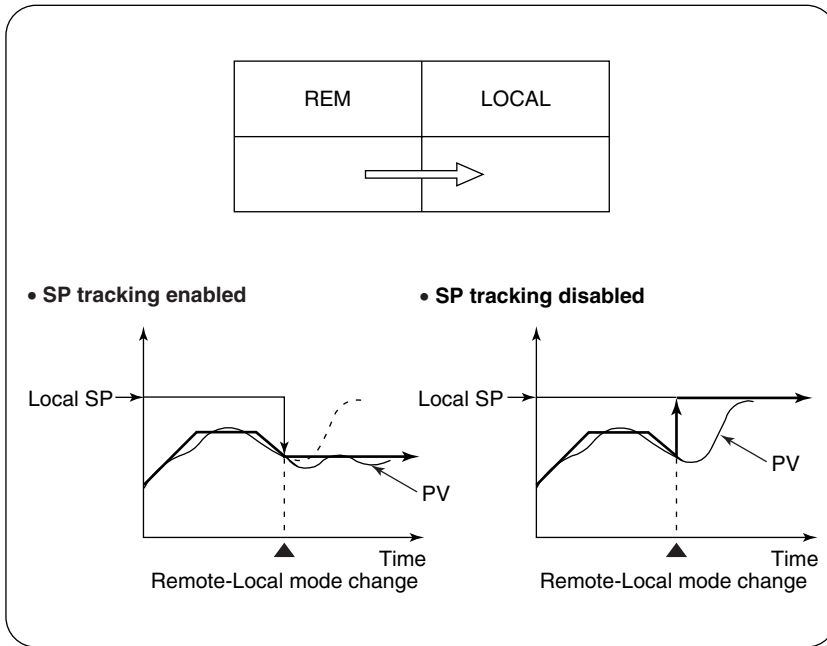 REM
LOCAL
• SP tracking enabled
Local SP
PV
Time
Remote-Local mode change
• SP tracking disabled
Local SP
PV
Time
Remote-Local mode change